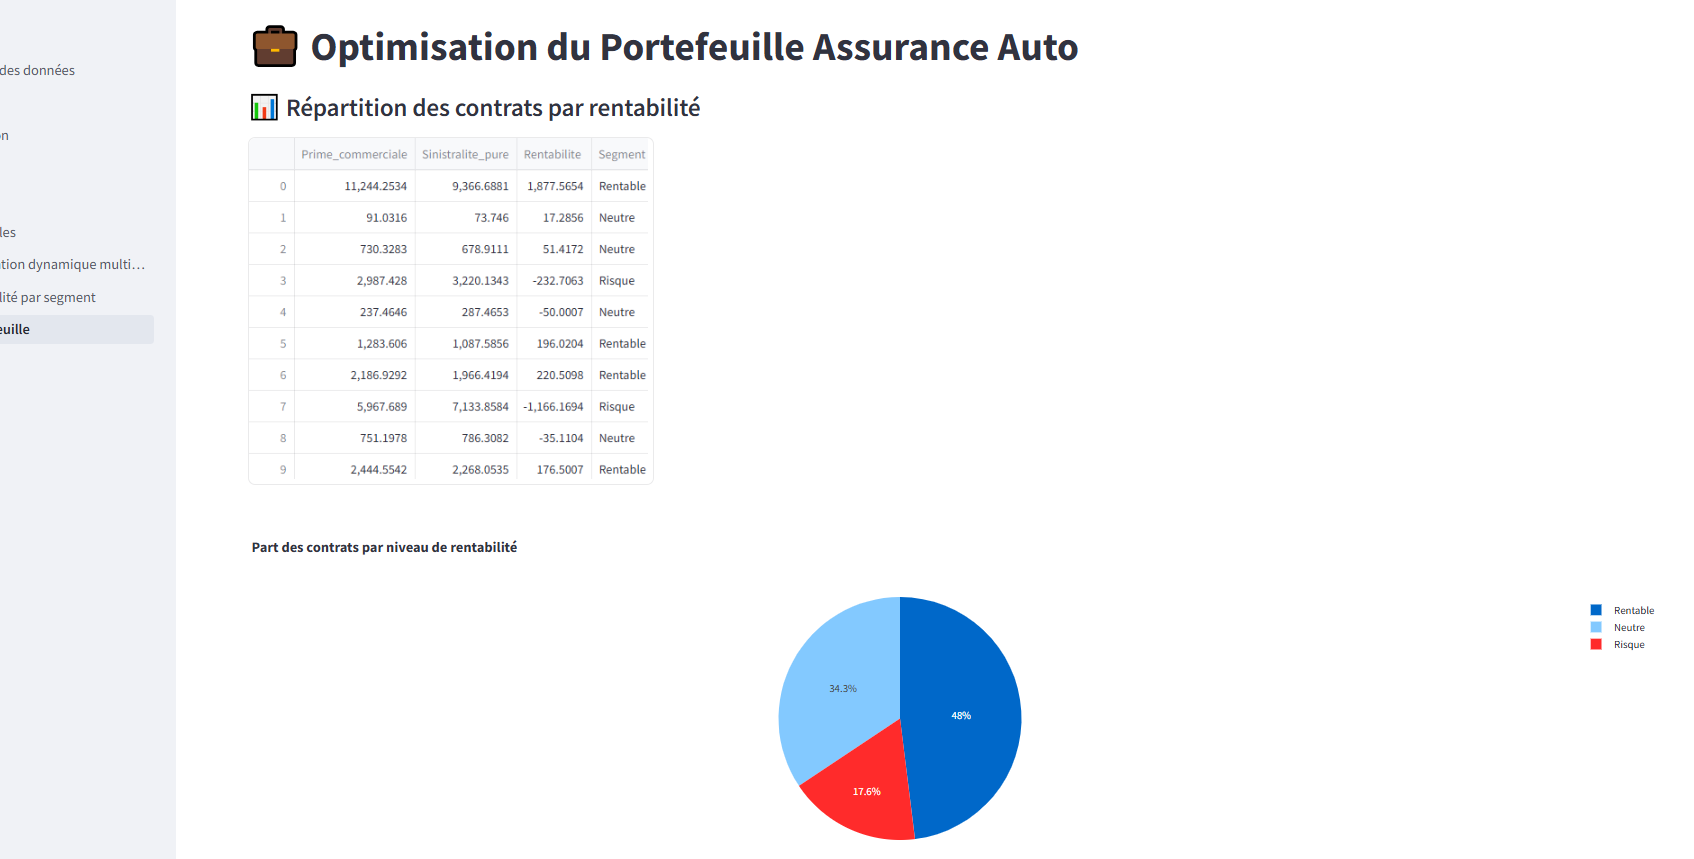 des données
on
les
ation dynamique multi...
lité par segment
euille
Optimisation du Portefeuille Assurance Auto
Répartition des contrats par rentabilité
Prime_commerciale Sinistralite_pure Rentabilite Segment
0 11,244.2534 9,366.6881 1,877.5654 Rentable
1 91.0316 73.746 17.2856 Neutre
2 730.3283 678.9111 51.4172 Neutre
3 2,987.428 3,220.1343 -232.7063 Risque
4 237.4646 287.4653 -50.0007 Neutre
5 1,283.606 1,087.5856 196.0204 Rentable
6 2,186.9292 1,966.4194 220.5098 Rentable
7 5,967.689 7,133.8584 -1,166.1694 Risque
8 751.1978 786.3082 -35.1104 Neutre
9 2,444.5542 2,268.0535 176.5007 Rentable
Part des contrats par niveau de rentabilité
34.3%
48%
17.6%
Rentable
Neutre
Risque